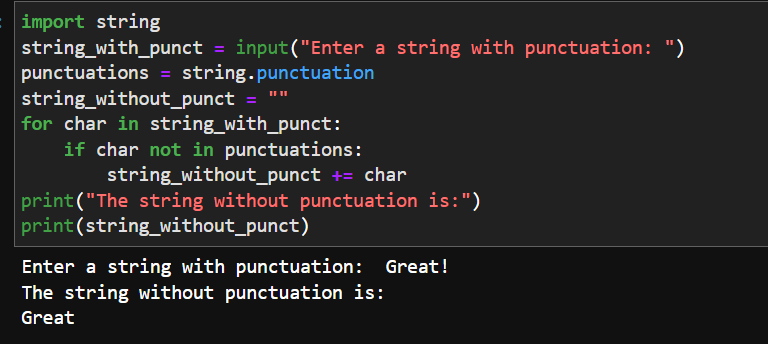 import string
string_with_punct = input("Enter a string with punctuation: ")
punctuations = string.punctuation
string_without_punct = ""
for char in string_with_punct:
    if char not in punctuations:
        string_without_punct += char
print("The string without punctuation is:")
print(string_without_punct)
Enter a string with punctuation:  Great!
The string without punctuation is:
Great